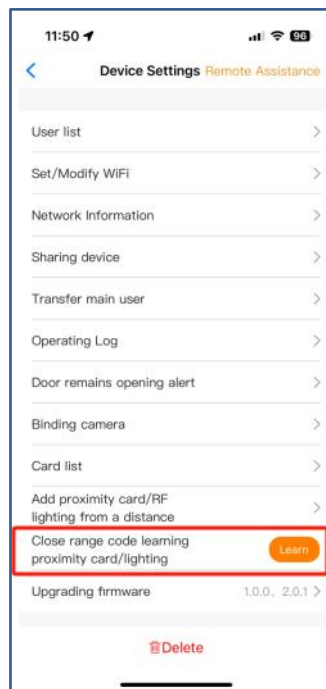 11:50 96
Device Settings Remote Assistance
User list
Set/Modify WiFi
Network Information
Sharing device
Transfer main user
Operating Log
Door remains opening alert
Binding camera
Card list
Add proximity card/RF
lighting from a distance
Close range code learning
proximity card/lighting
Learn
Upgrading firmware 1.0.0, 2.0.1
Delete